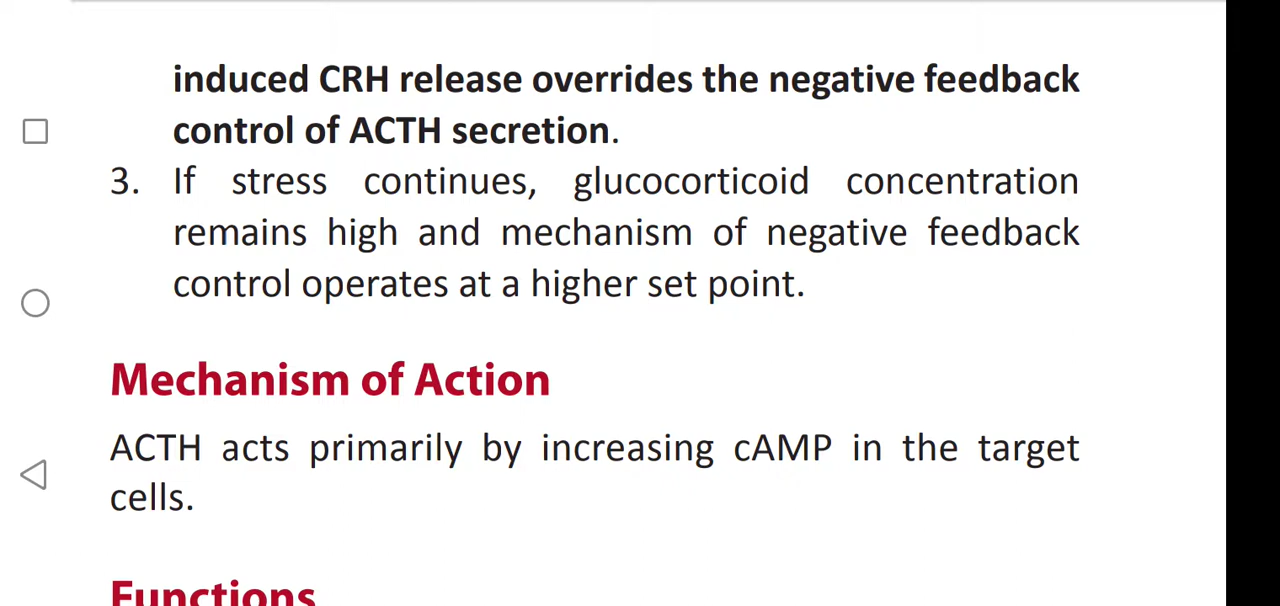 induced CRH release overrides the negative feedback
control of ACTH secretion.
3. If stress continues, glucocorticoid concentration
remains high and mechanism of negative feedback
control operates at a higher set point.
Mechanism of Action
ACTH acts primarily by increasing cAMP in the target
cells.
Functions